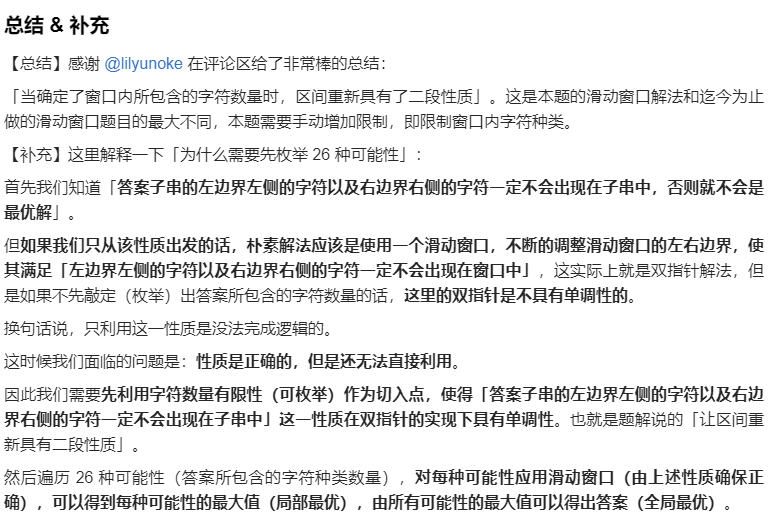 总结 & 补充
【总结】感谢 @lilyunoke 在评论区给了非常棒的总结：
「当确定了窗口内所包含的字符数量时，区间重新具有了二段性质」。这是本题的滑动窗口解法和迄今为止
做的滑动窗口题目的最大不同，本题需要手动增加限制，即限制窗口内字符种类。
【补充】这里解释一下「为什么需要先枚举 26 种可能性」：
首先我们知道「答案子串的左边界左侧的字符以及右边界右侧的字符一定不会出现在子串中，否则就不会是
最优解」。
但如果我们只从该性质出发的话，朴素解法应该是使用一个滑动窗口，不断的调整滑动窗口的左右边界，使
其满足「左边界左侧的字符以及右边界右侧的字符一定不会出现在窗口中」，这实际上就是双指针解法，但
是如果不先敲定（枚举）出答案所包含的字符数量的话，这里的双指针是不具有单调性的。
换句话说，只利用这一性质是没法完成逻辑的。
这时候我们面临的问题是：性质是正确的，但是还无法直接利用。
因此我们需要先利用字符数量有限性（可枚举）作为切入点，使得「答案子串的左边界左侧的字符以及右边
界右侧的字符一定不会出现在子串中」这一性质在双指针的实现下具有单调性。也就是题解说的「让区间重
新具有二段性质」。
然后遍历 26 种可能性（答案所包含的字符种类数量），对每种可能性应用滑动窗口（由上述性质确保正
确），可以得到每种可能性的最大值（局部最优），由所有可能性的最大值可以得出答案（全局最优）。